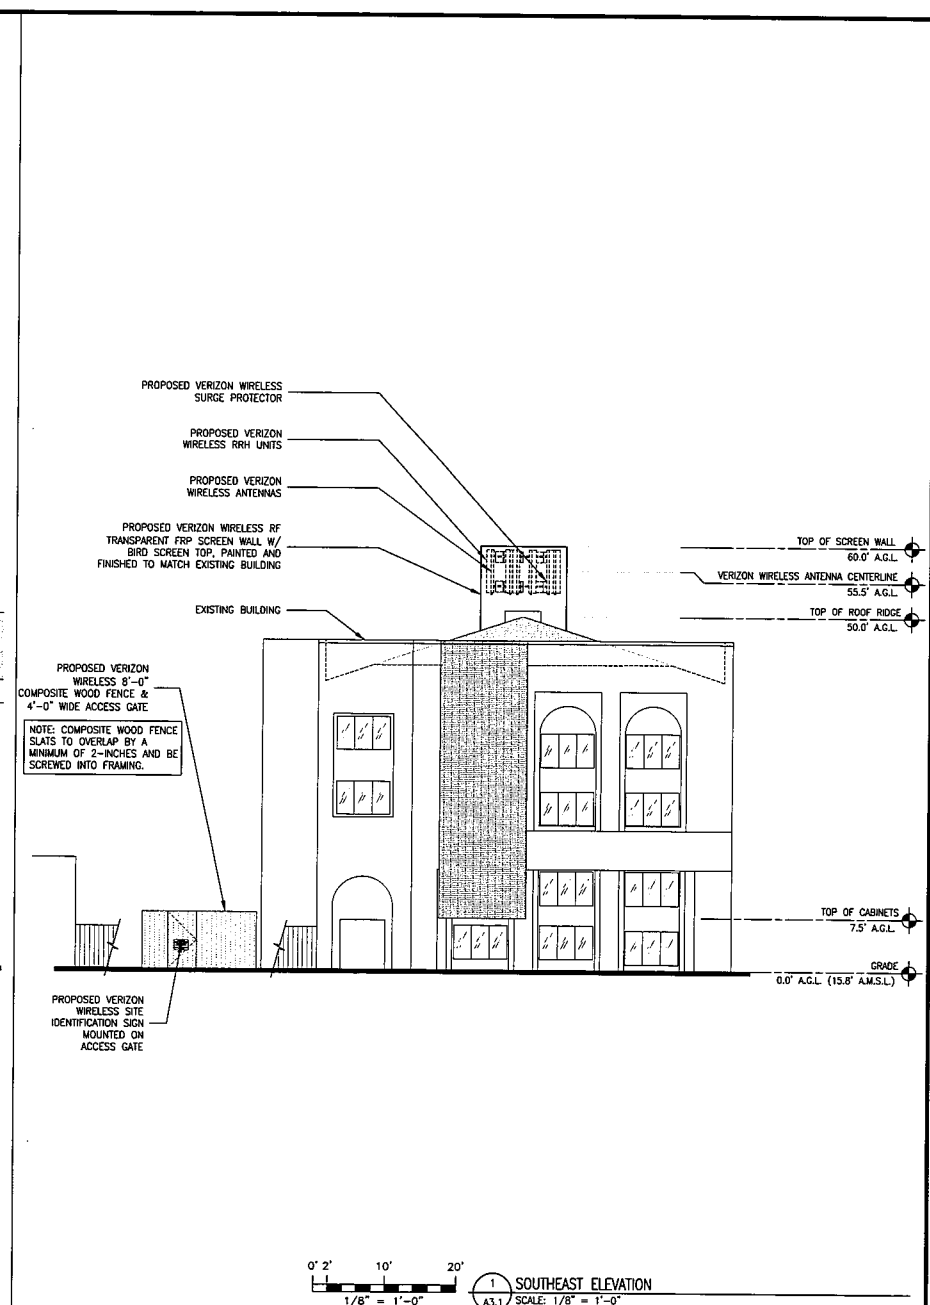 PROPOSED VERIZON WIRELESS
SURGE PROTECTOR
PROPOSED VERIZON
WIRELESS RRH UNITS
PROPOSED VERIZON
WIRELESS ANTENNAS
PROPOSED VERIZON WIRELESS RF
TRANSPARENT FRP SCREEN WALL W/
BIRD SCREEN TOP, PAINTED AND
FINISHED TO MATCH EXISTING BUILDING
EXISTING BUILDING
PROPOSED VERIZON
WIRELESS 8'-0"
COMPOSITE WOOD FENCE &
4'-0" WIDE ACCESS GATE
NOTE: COMPOSITE WOOD FENCE
SLATS TO OVERLAP BY A
MINIMUM OF 2-INCHES AND BE
SCREWED INTO FRAMING.
PROPOSED VERIZON
WIRELESS SITE
IDENTIFICATION SIGN
MOUNTED ON
ACCESS GATE
TOP OF SCREEN WALL
60.0' A.G.L.
VERIZON WIRELESS ANTENNA CENTERLINE
55.5' A.G.L.
TOP OF ROOF RIDGE
50.0' A.G.L.
TOP OF CABINETS
7.5' A.G.L.
GRADE
0.0' A.G.L. (15.8' A.M.S.L.)
0' 2' 10' 20'
1/8" = 1'-0"
1
A3.1
SOUTHEAST ELEVATION
SCALE: 1/8" = 1'-0"